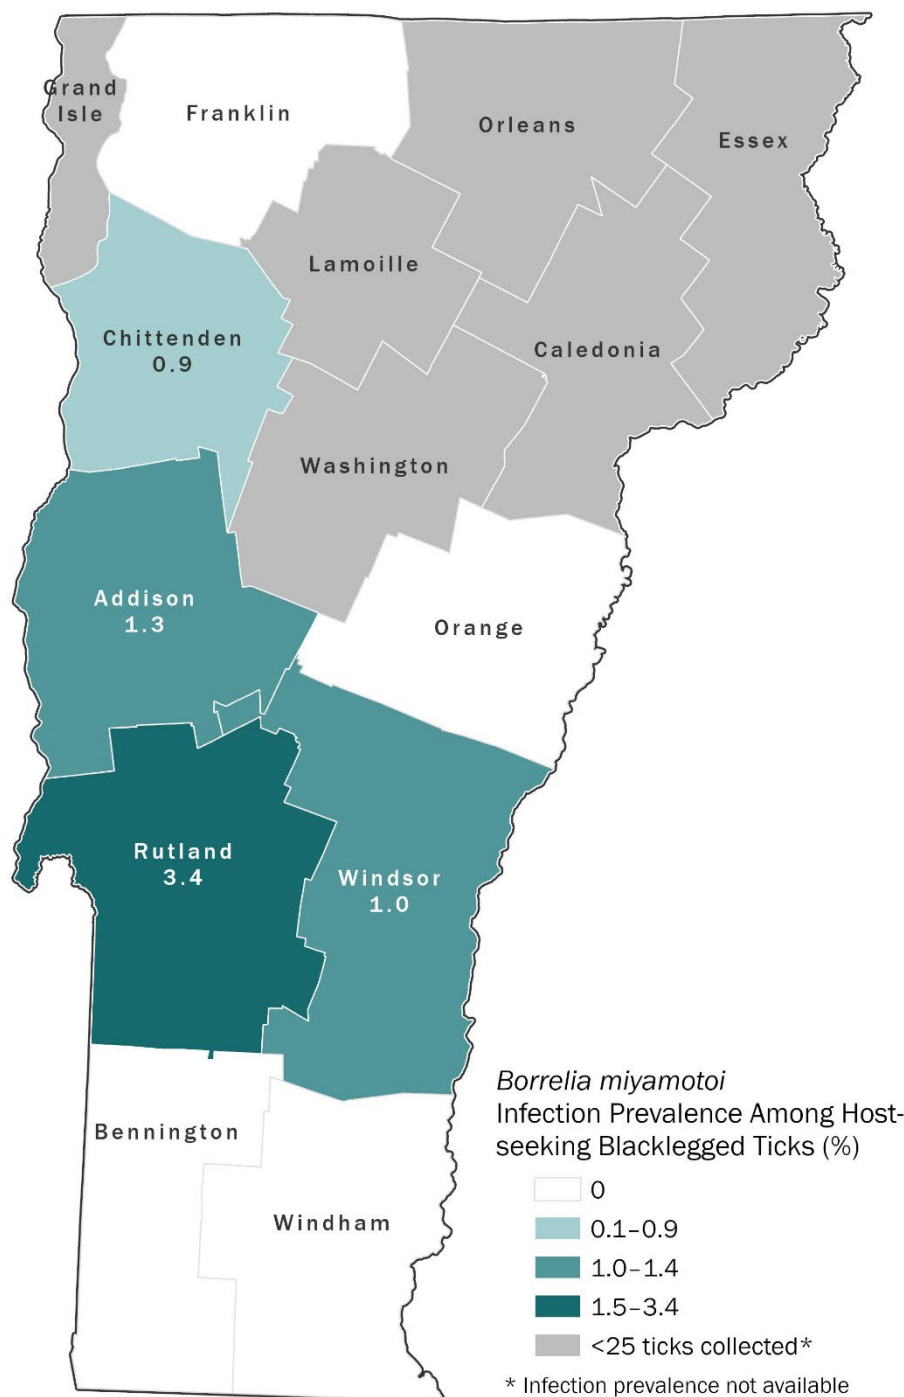 Grand
Isle
Franklin
Orleans
Essex
Lamoille
Chittenden
0.9
Caledonia
Washington
Addison
1.3
Orange
Rutland
3.4
Windsor
1.0
Bennington
Windham
Borrelia miyamotoi
Infection Prevalence Among Host-
seeking Blacklegged Ticks (%)
0
0.1–0.9
1.0–1.4
1.5–3.4
<25 ticks collected*
* Infection prevalence not available